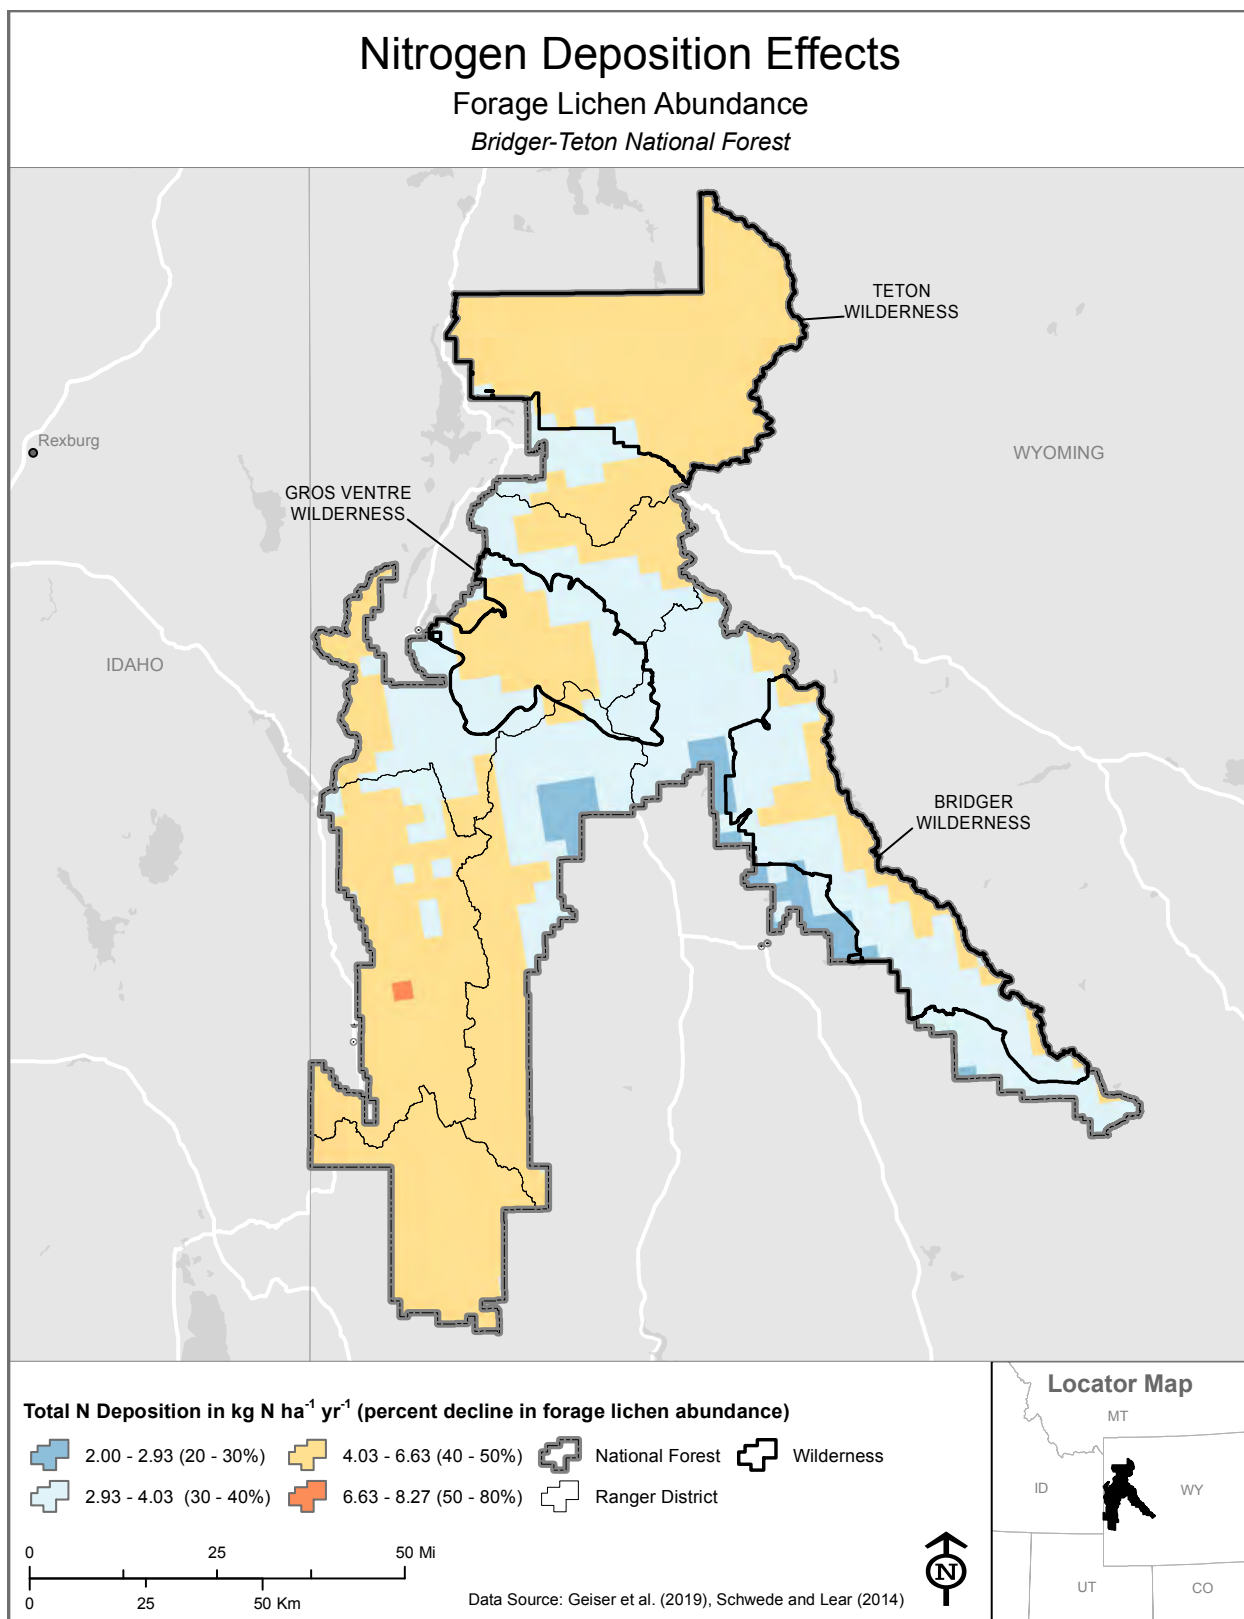 Nitrogen Deposition Effects
Forage Lichen Abundance
Bridger-Teton National Forest
TETON
WILDERNESS
Rexburg
WYOMING
GROS VENTRE
WILDERNESS
IDAHO
BRIDGER
WILDERNESS
Total N Deposition in kg N ha⁻¹ yr⁻¹ (percent decline in forage lichen abundance)
2.00 - 2.93 (20 - 30%)
4.03 - 6.63 (40 - 50%)
National Forest
Wilderness
2.93 - 4.03 (30 - 40%)
6.63 - 8.27 (50 - 80%)
Ranger District
0 25 50 Mi
0 25 50 Km
Data Source: Geiser et al. (2019), Schwede and Lear (2014)
N
Locator Map
MT
ID
WY
UT
CO